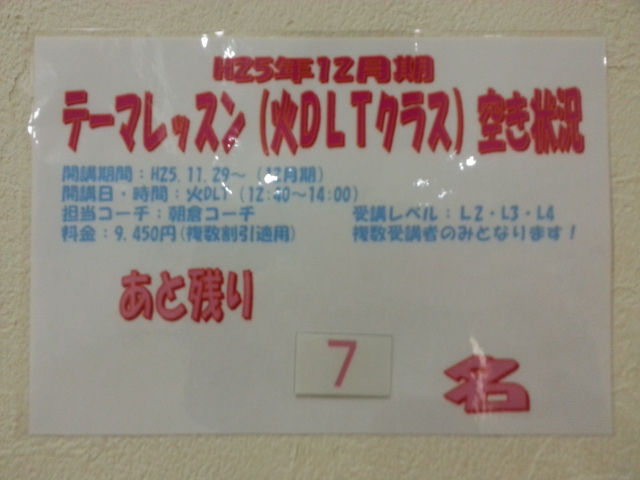 H25年12月期
テーマレッスン（火DLTクラス）空き状況
開講期間：H25.11.29～（12月期）
開講日・時間：火DLT（12:40～14:00）
担当コーチ：朝倉コーチ 受講レベル：L2・L3・L4
料金：9.450円（複数割引適用） 複数受講者のみとなります！
あと残り
7
名